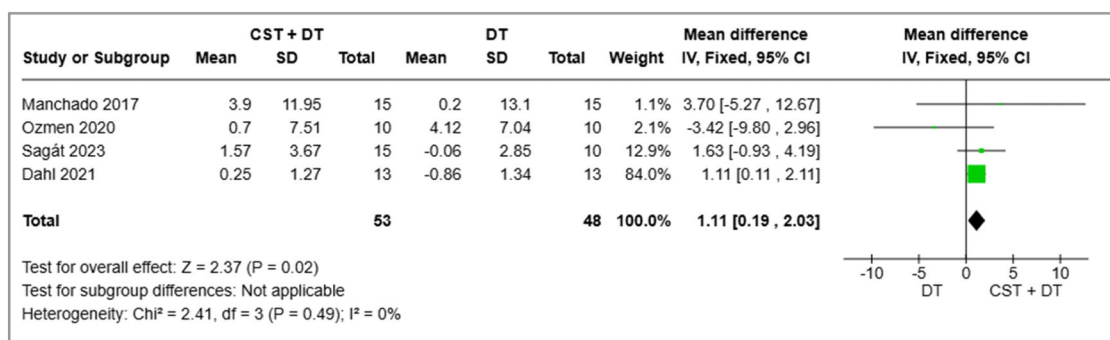 CST + DT DT Mean difference Mean difference
Study or Subgroup Mean SD Total Mean SD Total Weight IV, Fixed, 95% CI IV, Fixed, 95% CI
Manchado 2017 3.9 11.95 15 0.2 13.1 15 1.1% 3.70 [-5.27 , 12.67]
Ozmen 2020 0.7 7.51 10 4.12 7.04 10 2.1% -3.42 [-9.80 , 2.96]
Sagát 2023 1.57 3.67 15 -0.06 2.85 10 12.9% 1.63 [-0.93 , 4.19]
Dahl 2021 0.25 1.27 13 -0.86 1.34 13 84.0% 1.11 [0.11 , 2.11]
Total 53 48 100.0% 1.11 [0.19 , 2.03]
Test for overall effect: Z = 2.37 (P = 0.02)
Test for subgroup differences: Not applicable
Heterogeneity: Chi² = 2.41, df = 3 (P = 0.49); I² = 0%
-10 -5 0 5 10
DT CST + DT